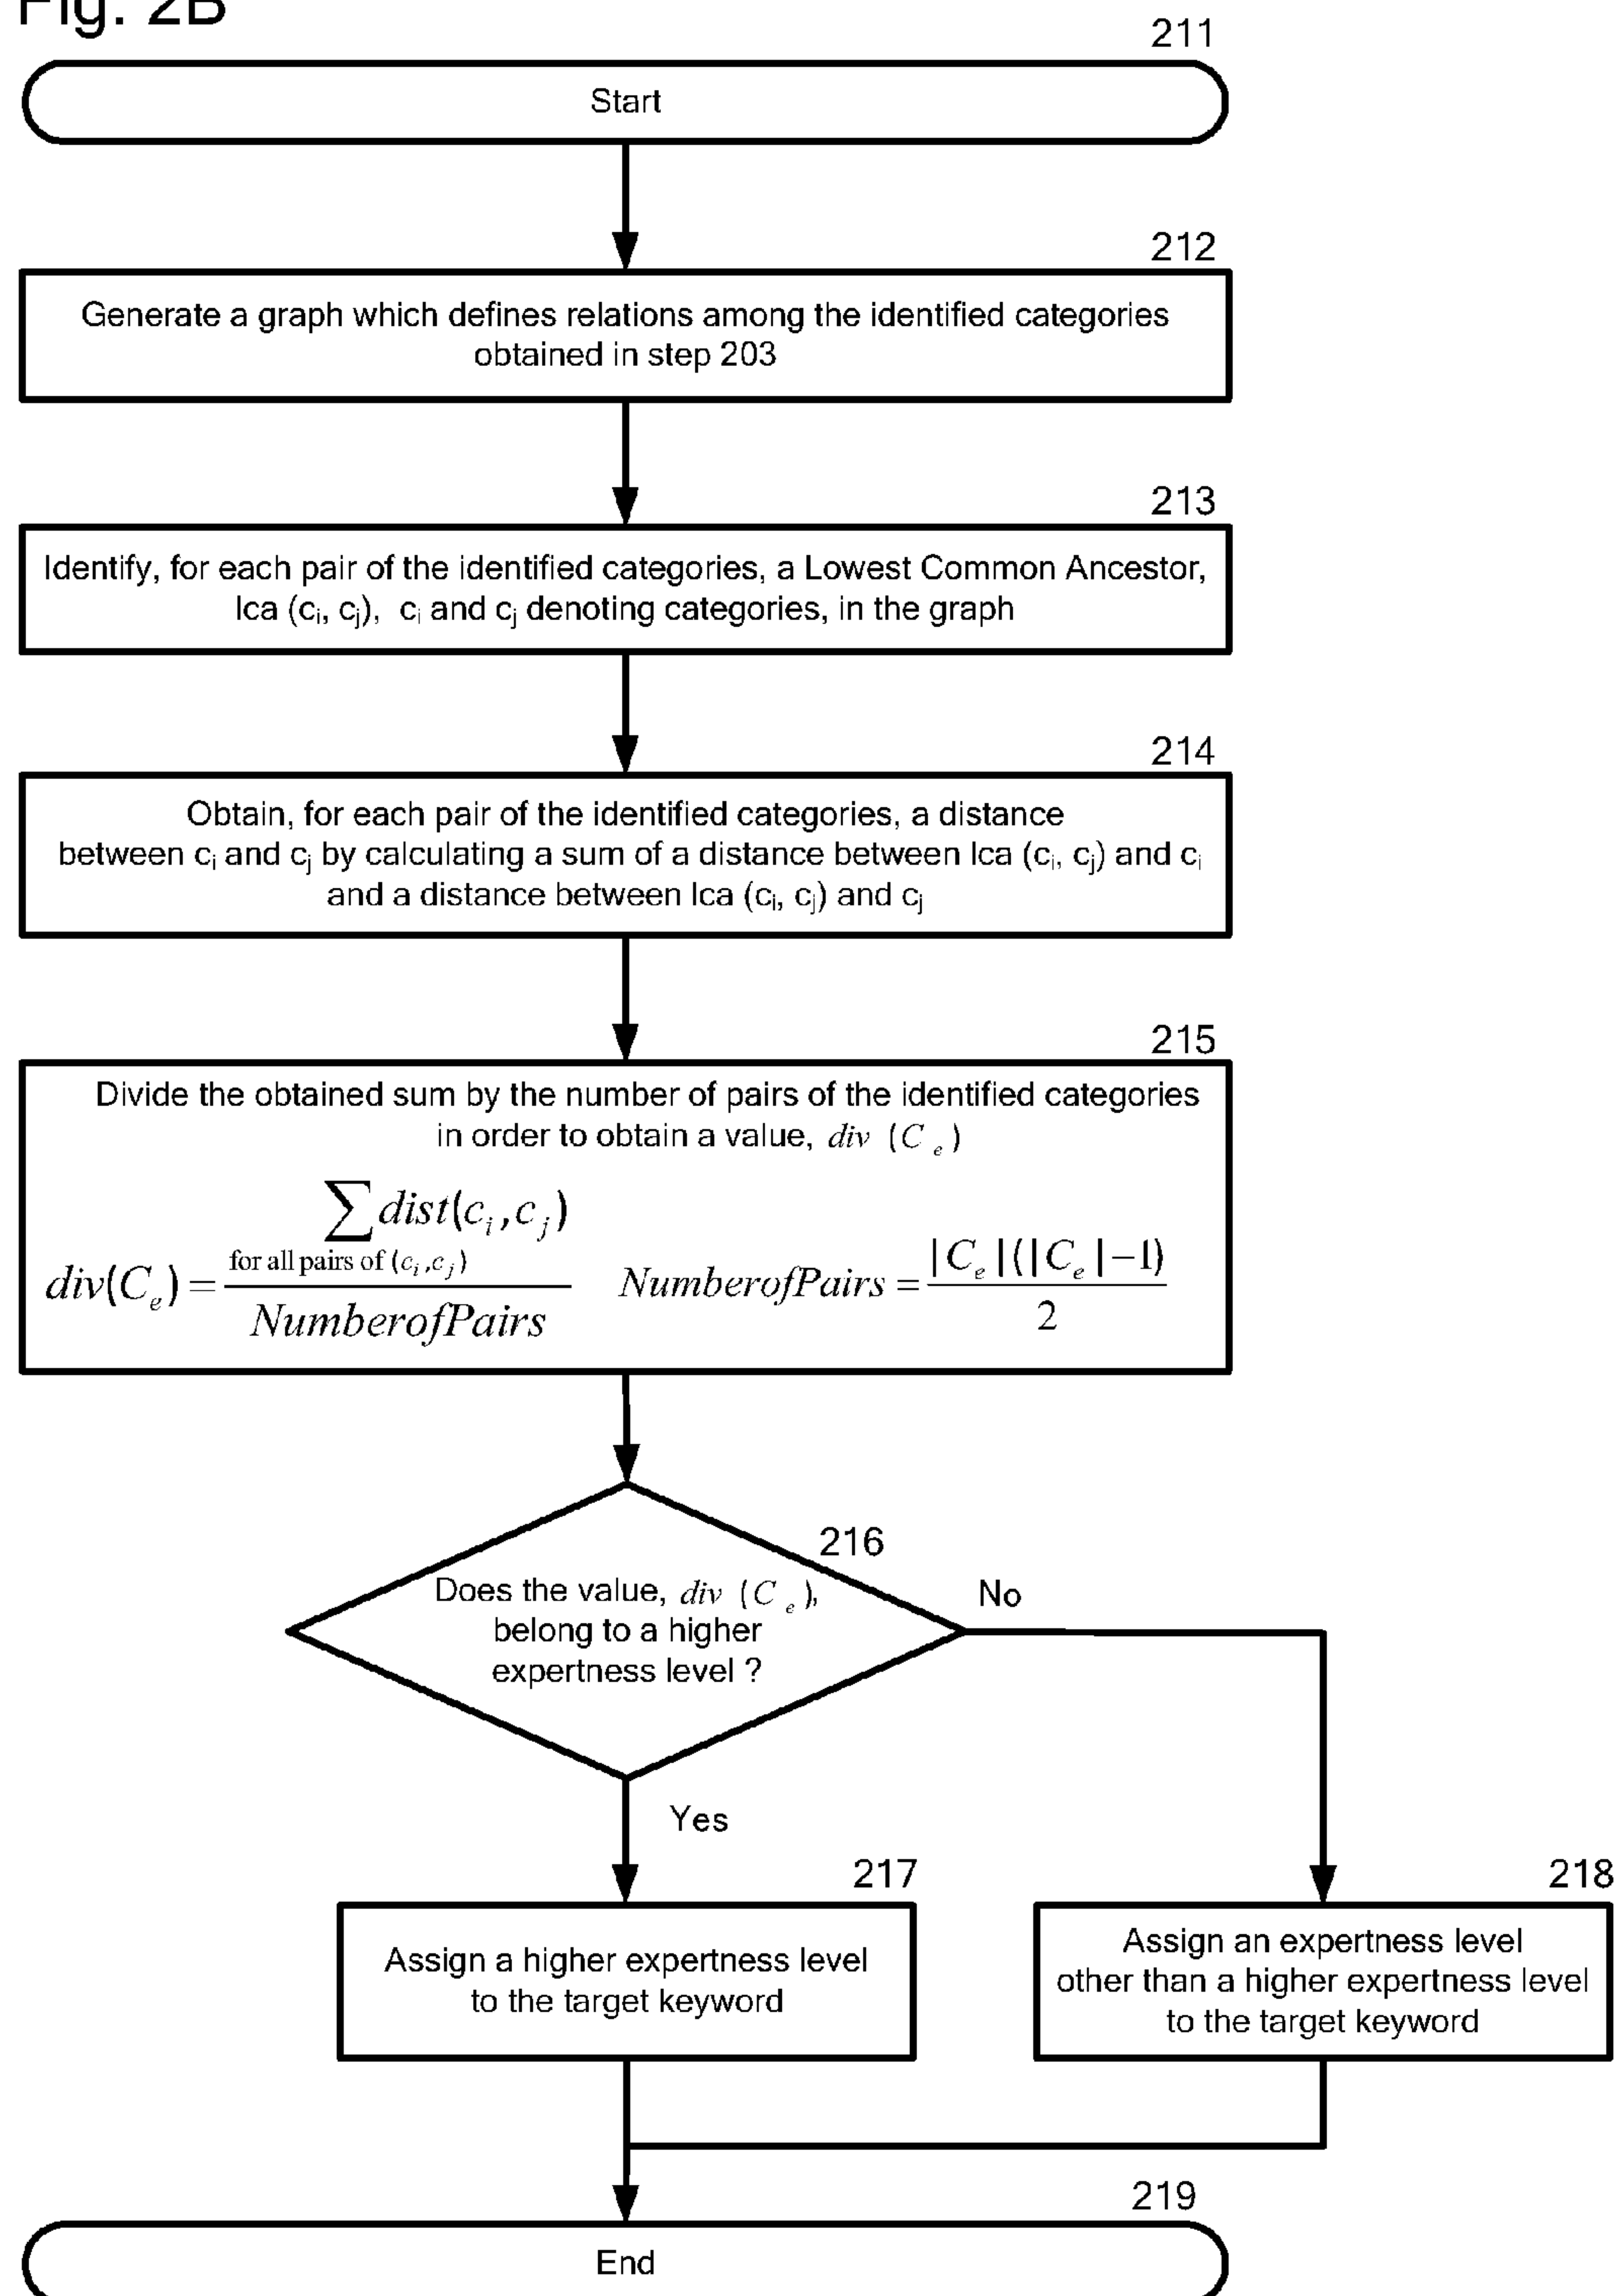 Fig. 2B
211
Start
212
Generate a graph which defines relations among the identified categories
obtained in step 203
213
Identify, for each pair of the identified categories, a Lowest Common Ancestor,
lca (cᵢ, cⱼ), cᵢ and cⱼ denoting categories, in the graph
214
Obtain, for each pair of the identified categories, a distance
between cᵢ and cⱼ by calculating a sum of a distance between lca (cᵢ, cⱼ) and cᵢ
and a distance between lca (cᵢ, cⱼ) and cⱼ
215
Divide the obtained sum by the number of pairs of the identified categories
in order to obtain a value, div (Cₑ)
∑dist(cᵢ,cⱼ)
for all pairs of (cᵢ,cⱼ)
div(Cₑ) =
NumberofPairs
NumberofPairs =
|Cₑ|(|Cₑ|−1)
2
216
Does the value, div (Cₑ),
belong to a higher
expertness level ?
No
Yes
217
Assign a higher expertness level
to the target keyword
218
Assign an expertness level
other than a higher expertness level
to the target keyword
219
End